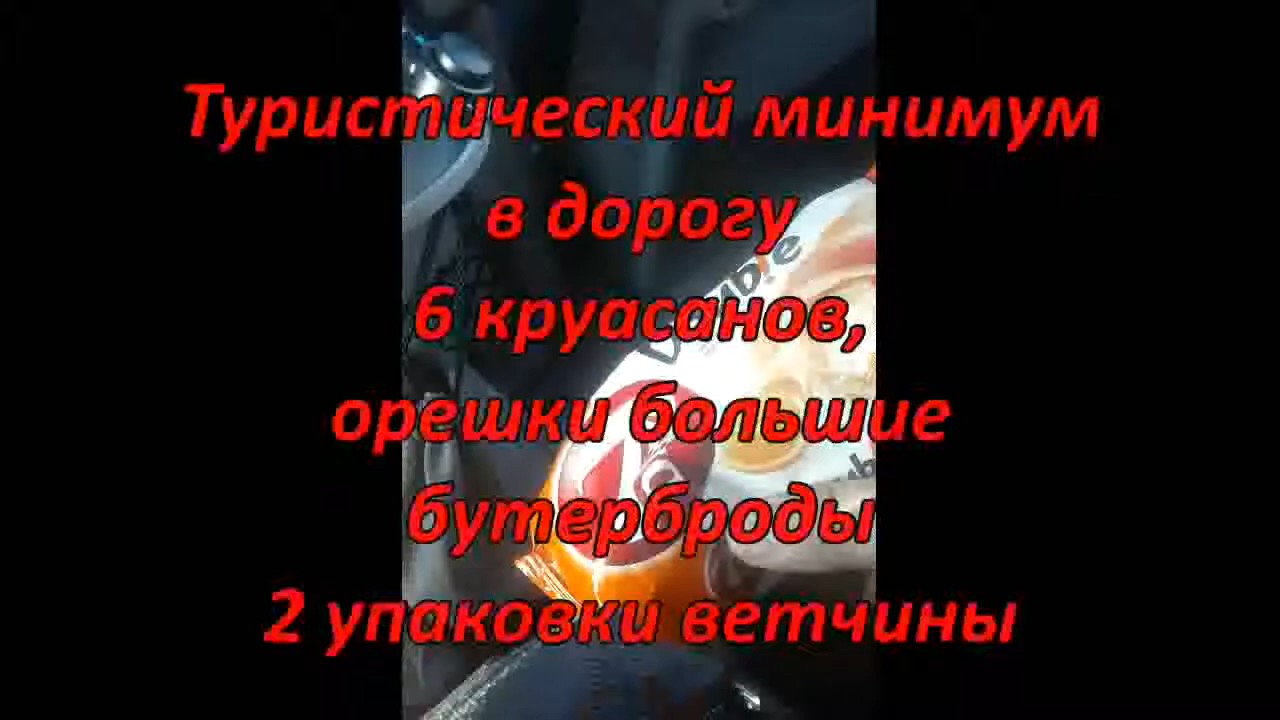 Туристический минимум
в дорогу
6 круасанов,
орешки большие
бутерброды
2 упаковки ветчины